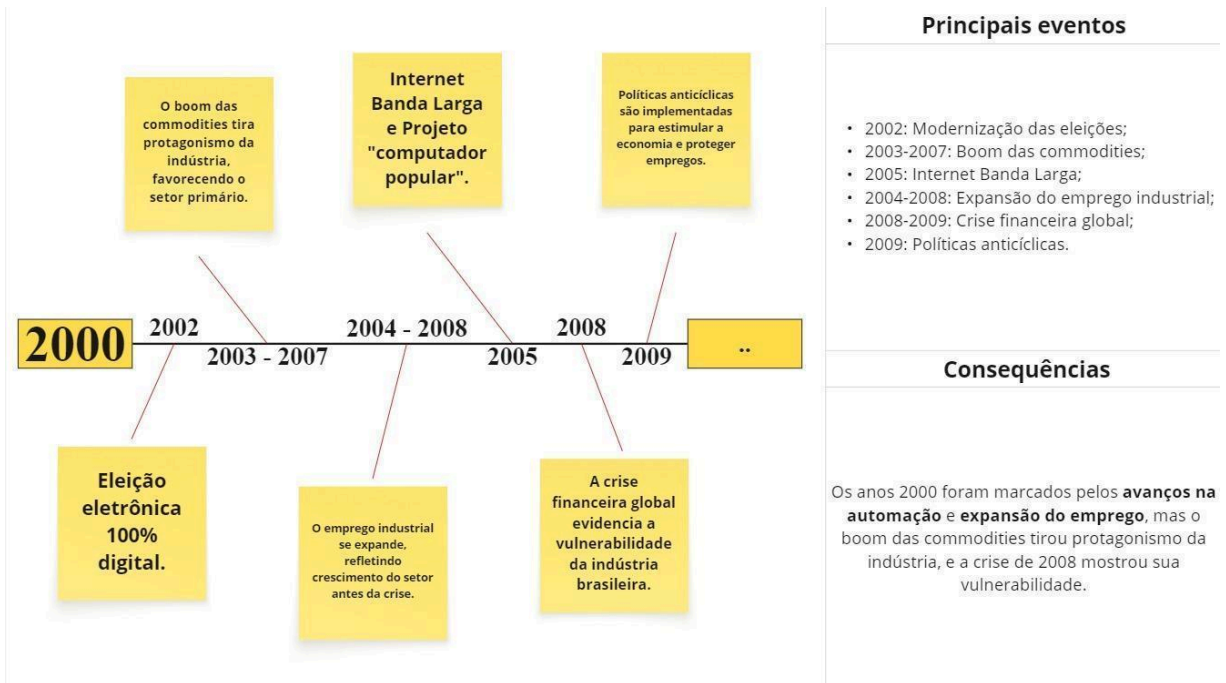 O boom das
commodities tira
protagonismo da
indústria,
favorecendo o
setor primário.
Internet
Banda Larga
e Projeto
"computador
popular".
Políticas anticíclicas
são implementadas
para estimular a
economia e proteger
empregos.
2000
2002
2003 - 2007
2004 - 2008
2005
2008
2009
..
Eleição
eletrônica
100%
digital.
O emprego industrial
se expande,
refletindo
crescimento do setor
antes da crise.
A crise
financeira global
evidencia a
vulnerabilidade
da indústria
brasileira.
Principais eventos
• 2002: Modernização das eleições;
• 2003-2007: Boom das commodities;
• 2005: Internet Banda Larga;
• 2004-2008: Expansão do emprego industrial;
• 2008-2009: Crise financeira global;
• 2009: Políticas anticíclicas.
Consequências
Os anos 2000 foram marcados pelos avanços na
automação e expansão do emprego, mas o
boom das commodities tirou protagonismo da
indústria, e a crise de 2008 mostrou sua
vulnerabilidade.